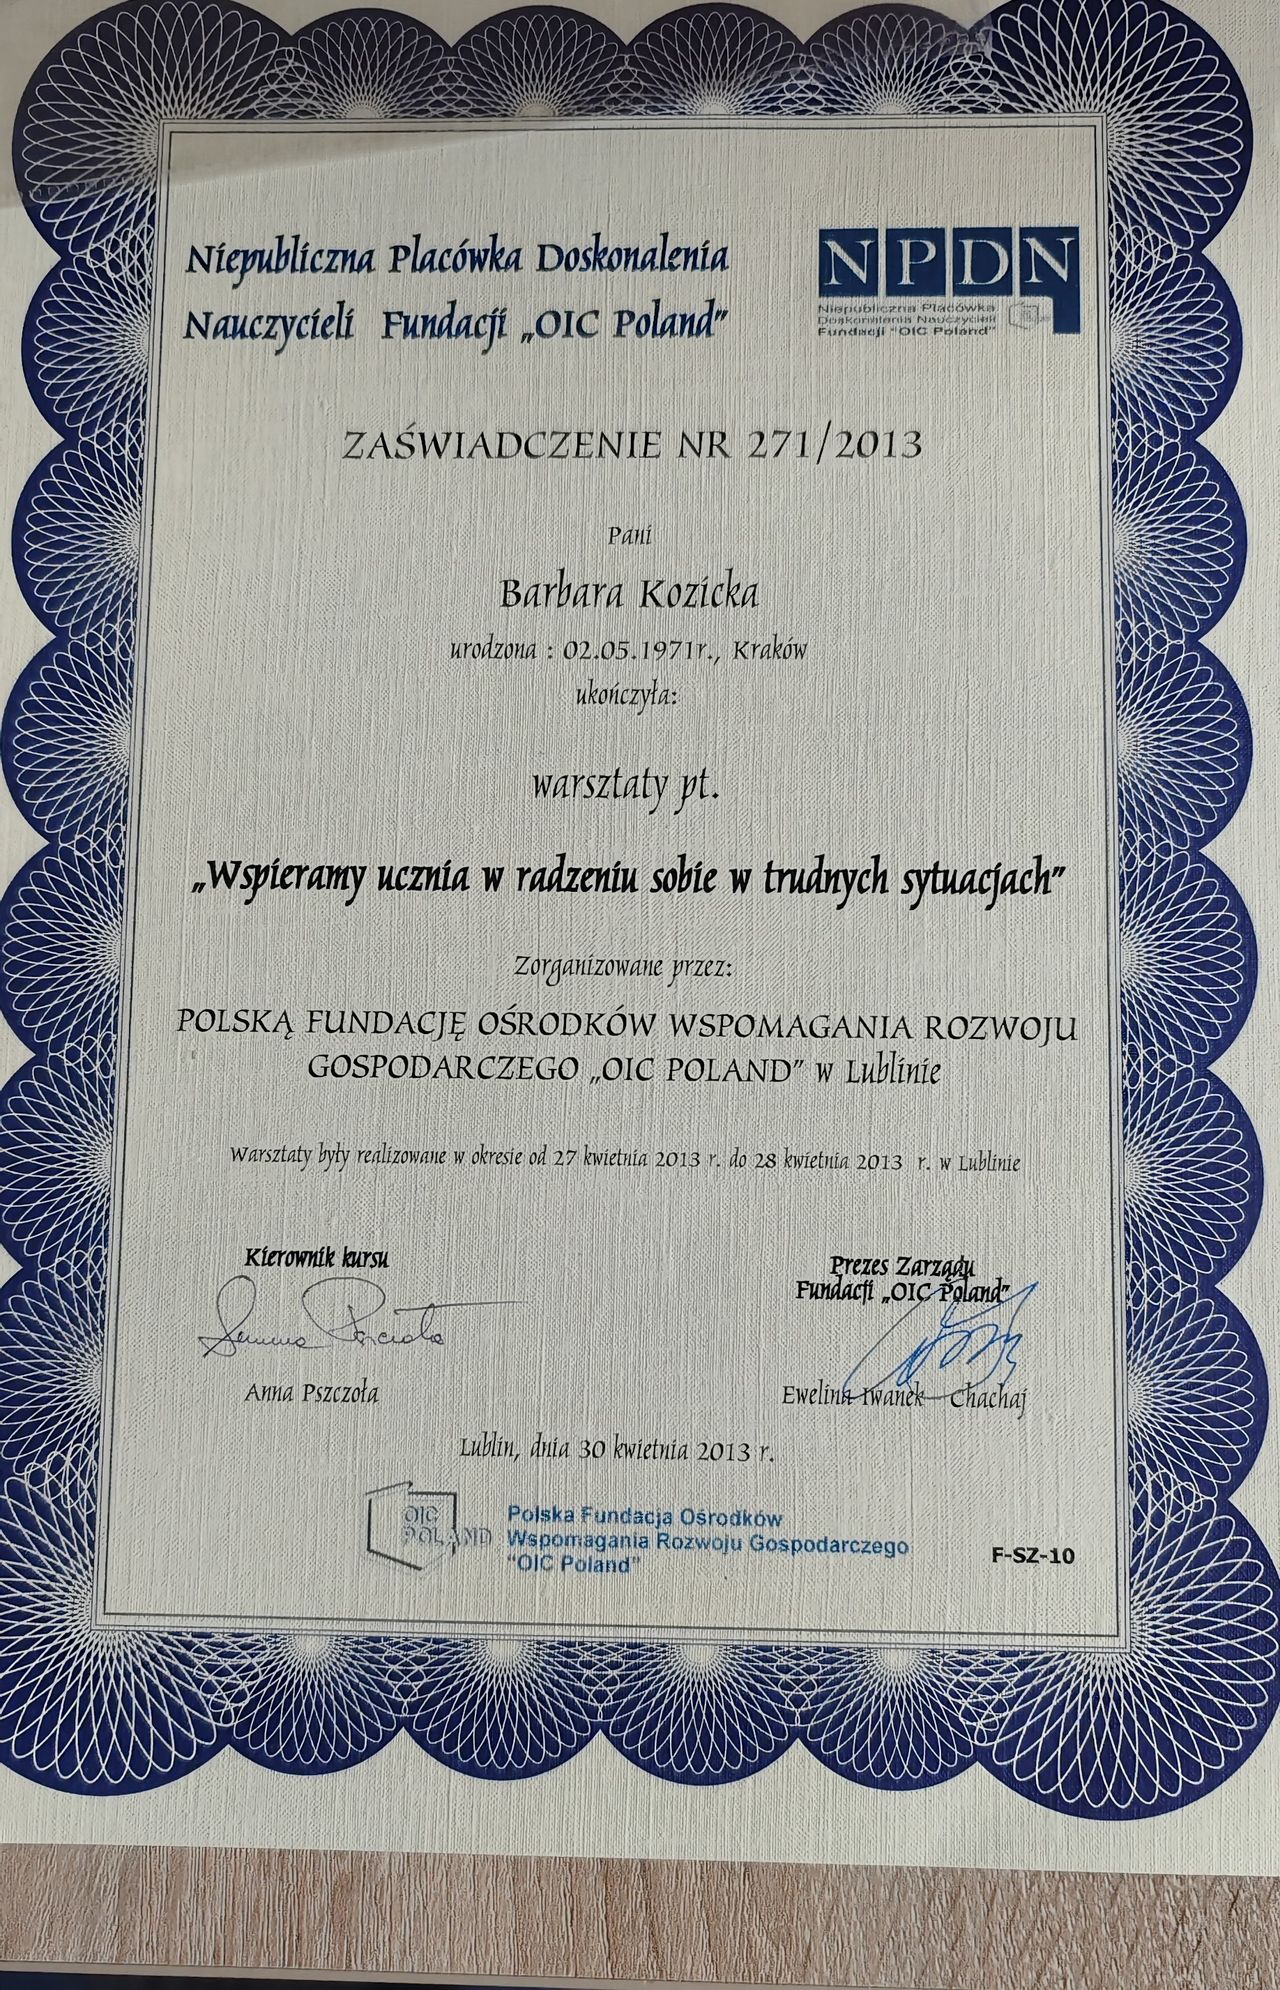 Niepubliczna Placówka Doskonalenia
Nauczycieli Fundacji „OIC Poland”
NPDN
Niepubliczna Placówka
Doskonalenia Nauczycieli
Fundacji "OIC Poland"
ZAŚWIADCZENIE NR 271/2013
Pani
Barbara Kozicka
urodzona : 02.05.1971r., Kraków
ukończyła:
warsztaty pt.
„Wspieramy ucznia w radzeniu sobie w trudnych sytuacjach”
Zorganizowane przez:
POLSKĄ FUNDACJĘ OŚRODKÓW WSPOMAGANIA ROZWOJU
GOSPODARCZEGO „OIC POLAND” w Lublinie
Warsztaty były realizowane w okresie od 27 kwietnia 2013 r. do 28 kwietnia 2013 r. w Lublinie
Kierownik kursu
Anna Pszczoła
Prezes Zarządu
Fundacji „OIC Poland”
Ewelina Iwanek - Chachaj
Lublin, dnia 30 kwietnia 2013 r.
OIC
POLAND
Polska Fundacja Ośrodków
Wspomagania Rozwoju Gospodarczego
"OIC Poland"
F-SZ-10